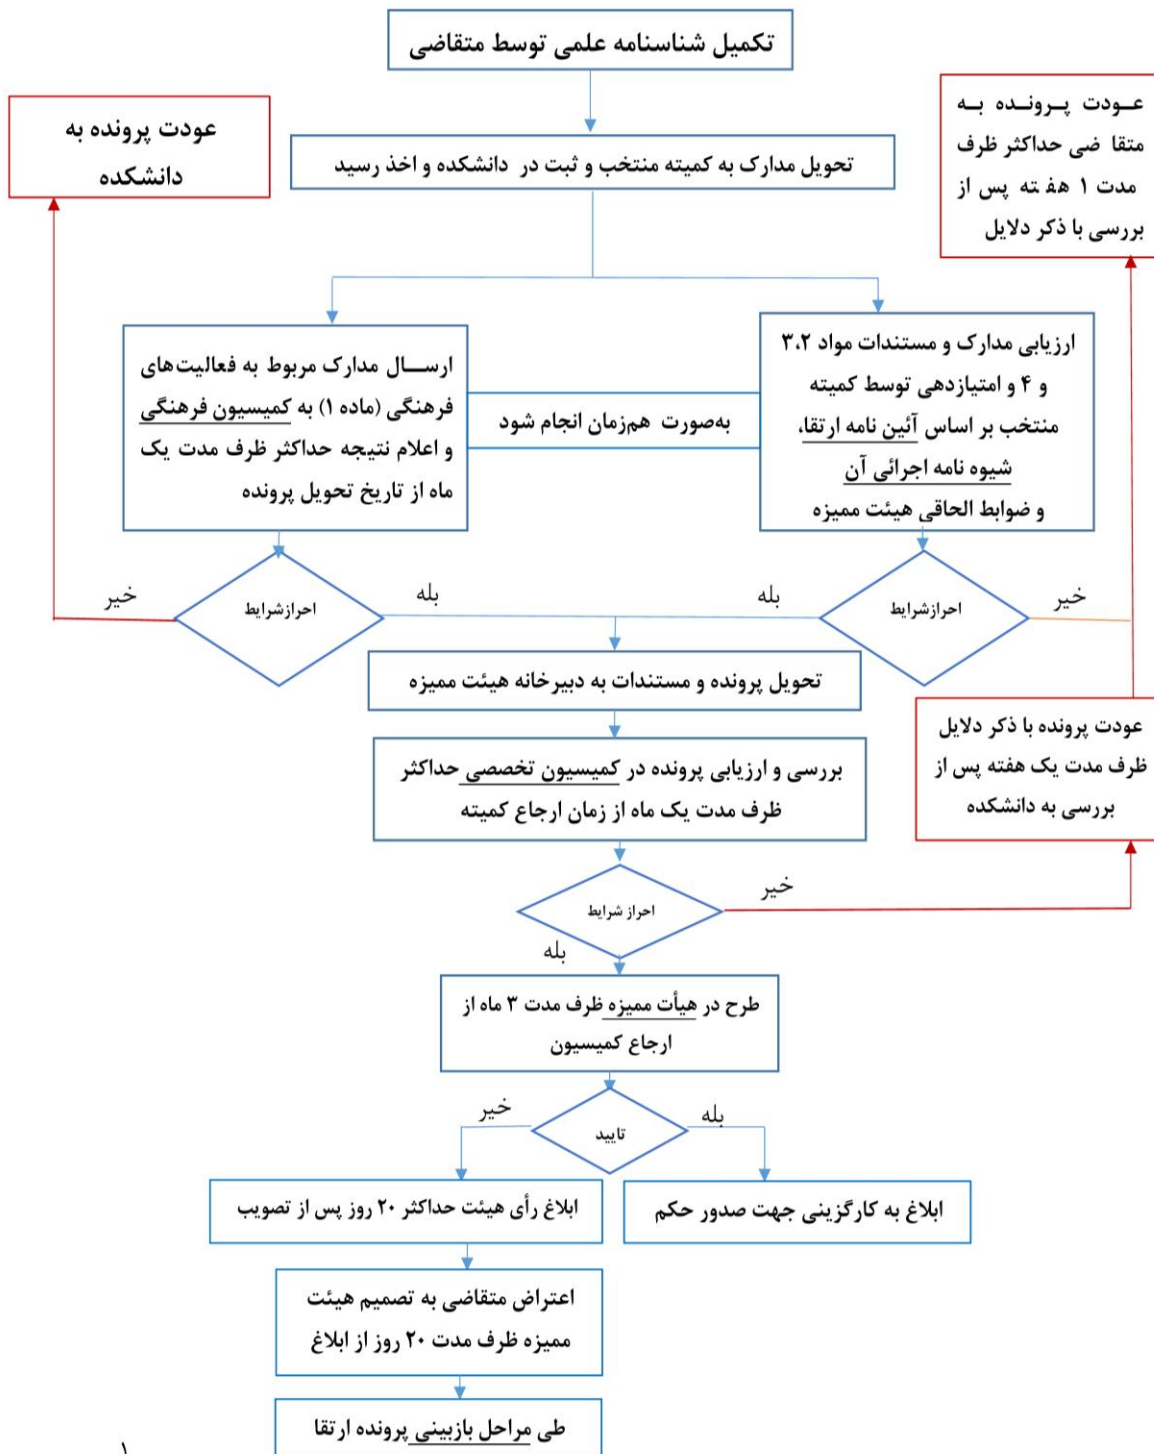 تکمیل شناسنامه علمی توسط متقاضی
عودت پرونده به
متقا ضی حداکثر ظرف
مدت ۱ هفته پس از
بررسی با ذکر دلایل
عودت پرونده به
دانشکده
تحویل مدارک به کمیته منتخب و ثبت در دانشکده و اخذ رسید
ارزیابی مدارک و مستندات مواد ۳،۲
و ۴ و امتیازدهی توسط کمیته
منتخب بر اساس آئین نامه ارتقا،
شیوه نامه اجرائی آن
و ضوابط الحاقی هیئت ممیزه
به‌صورت هم‌زمان انجام شود
ارسال مدارک مربوط به فعالیت‌های
فرهنگی (ماده ۱) به کمیسیون فرهنگی
و اعلام نتیجه حداکثر ظرف مدت یک
ماه از تاریخ تحویل پرونده
خیر
احرازشرایط
بله
بله
احرازشرایط
خیر
تحویل پرونده و مستندات به دبیرخانه هیئت ممیزه
عودت پرونده با ذکر دلایل
ظرف مدت یک هفته پس از
بررسی به دانشکده
بررسی و ارزیابی پرونده در کمیسیون تخصصی حداکثر
ظرف مدت یک ماه از زمان ارجاع کمیته
خیر
احراز شرایط
بله
طرح در هیأت ممیزه ظرف مدت ۳ ماه از
ارجاع کمیسیون
بله
تایید
خیر
ابلاغ به کارگزینی جهت صدور حکم
ابلاغ رأی هیئت حداکثر ۲۰ روز پس از تصویب
اعتراض متقاضی به تصمیم هیئت
ممیزه ظرف مدت ۲۰ روز از ابلاغ
طی مراحل بازبینی پرونده ارتقا
۱